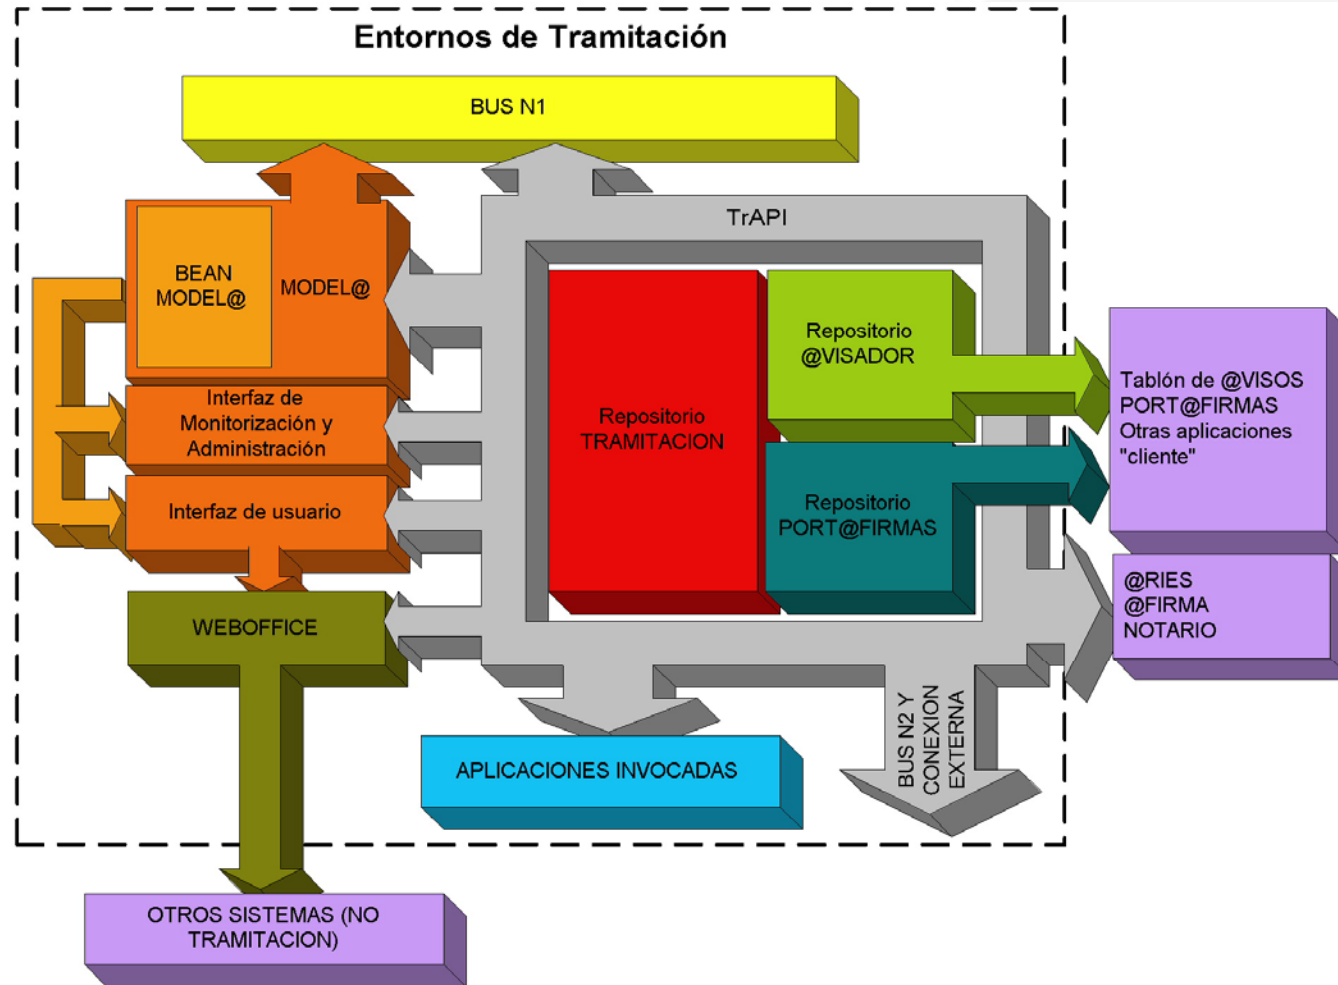 Entornos de Tramitación
BUS N1
TrAPI
BEAN
MODEL@
MODEL@
Repositorio
@VISADOR
Tablón de @VISOS
PORT@FIRMAS
Otras aplicaciones
"cliente"
Interfaz de
Monitorización y
Administración
Repositorio
TRAMITACION
Interfaz de usuario
Repositorio
PORT@FIRMAS
@RIES
@FIRMA
NOTARIO
WEBOFFICE
BUS N2 Y
CONEXION
EXTERNA
APLICACIONES INVOCADAS
OTROS SISTEMAS (NO
TRAMITACION)